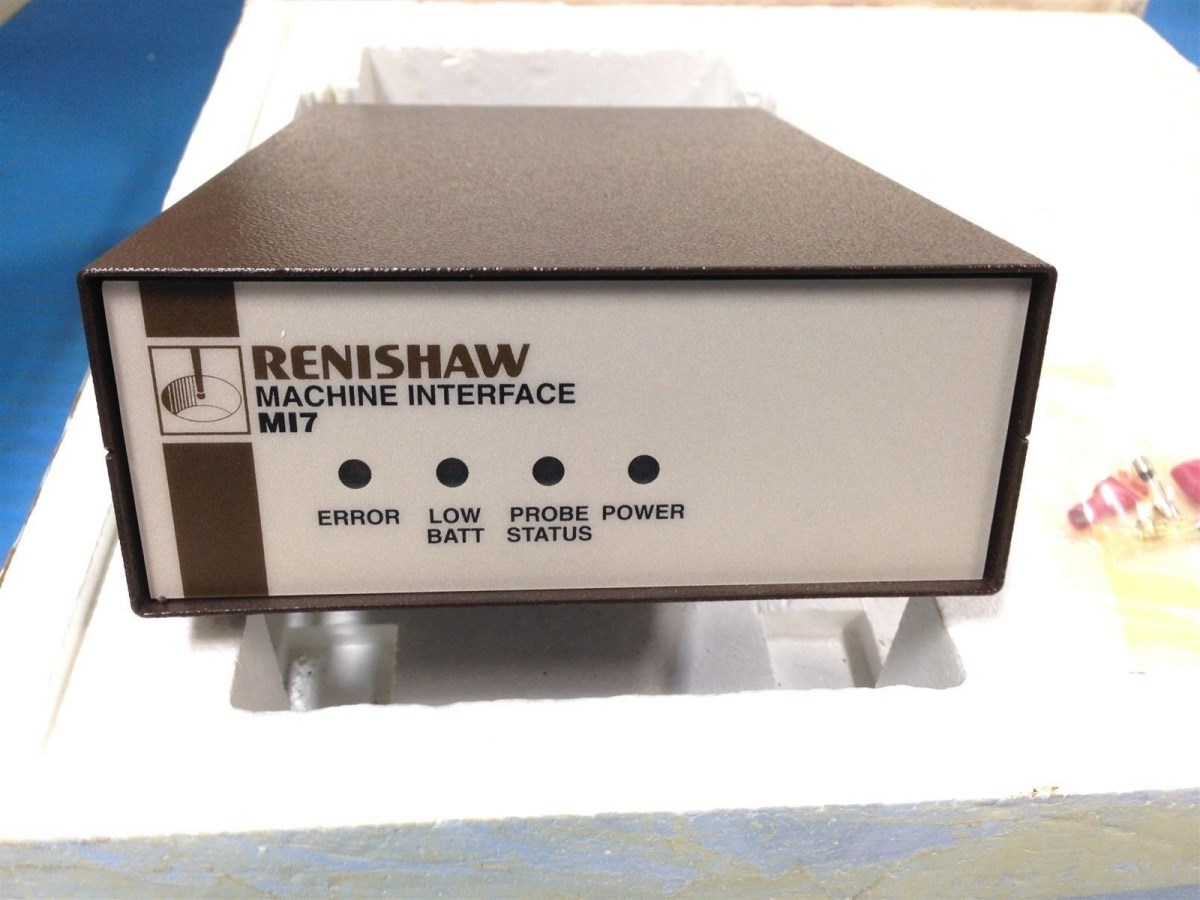 RENISHAW
MACHINE INTERFACE
MI7
ERROR
LOW
BATT
PROBE
STATUS
POWER